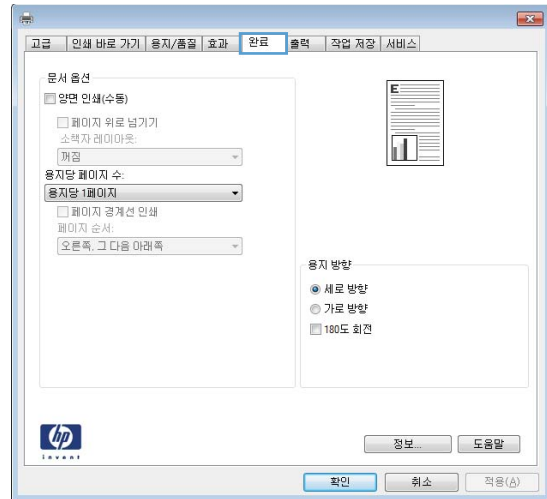 고급 인쇄 바로 가기 용지/품질 효과 완료 출력 작업 저장 서비스
문서 옵션
양면 인쇄(수동)
페이지 위로 넘기기
소책자 레이아웃:
꺼짐
용지당 페이지 수:
용지당 1페이지
페이지 경계선 인쇄
페이지 순서:
오른쪽, 그 다음 아래쪽
E
용지 방향
세로 방향
가로 방향
180도 회전
hp
invent
정보... 도움말
확인 취소 적용(A)